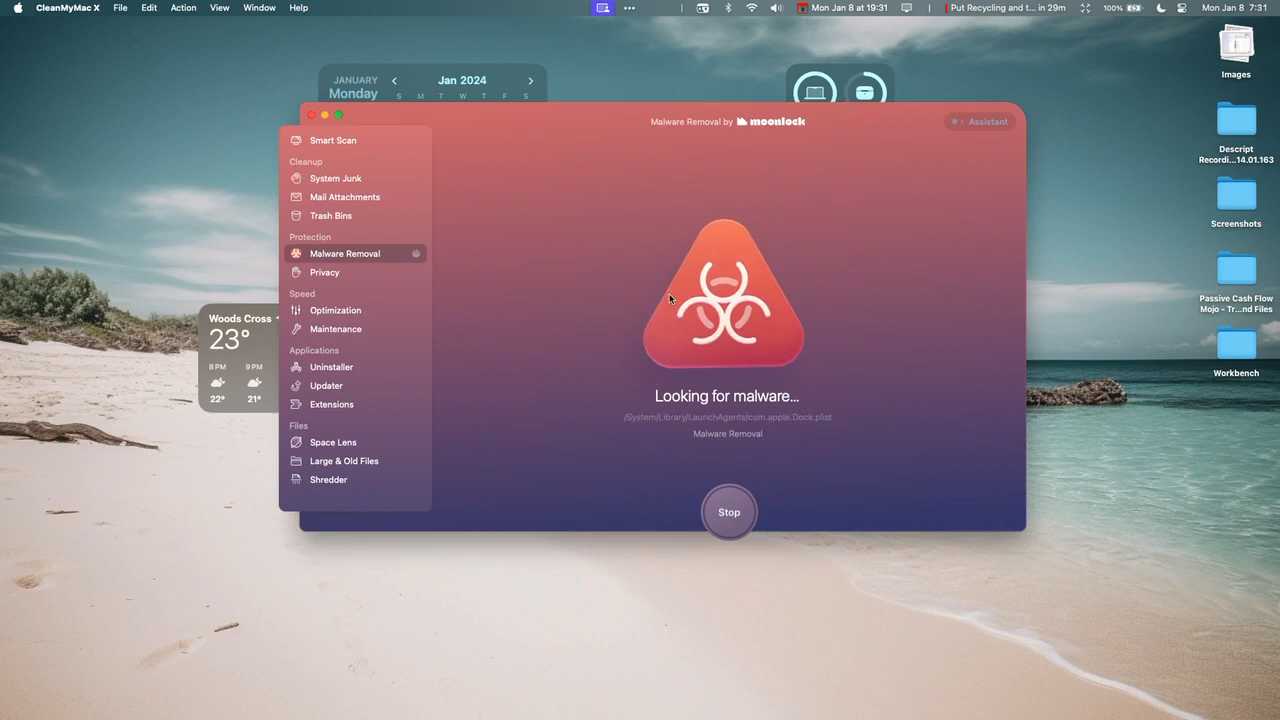 CleanMyMac X File Edit Action View Window Help
Mon Jan 8 at 19:31
Put Recycling and t... in 29m
100%
Mon Jan 8 7:31
JANUARY
Monday
Jan 2024
S M T W T F S
Malware Removal by moonlock
Assistant
Smart Scan
Cleanup
System Junk
Mail Attachments
Trash Bins
Protection
Malware Removal
Privacy
Speed
Optimization
Maintenance
Applications
Uninstaller
Updater
Extensions
Files
Space Lens
Large & Old Files
Shredder
Looking for malware...
/System/Library/LaunchAgents/com.apple.Dock.plist
Malware Removal
Stop
Woods Cross
23°
8 PM 9 PM
22° 21°
Images
Descript
Recordi...14.01.163
Screenshots
Passive Cash Flow
Mojo - Tr...nd Files
Workbench